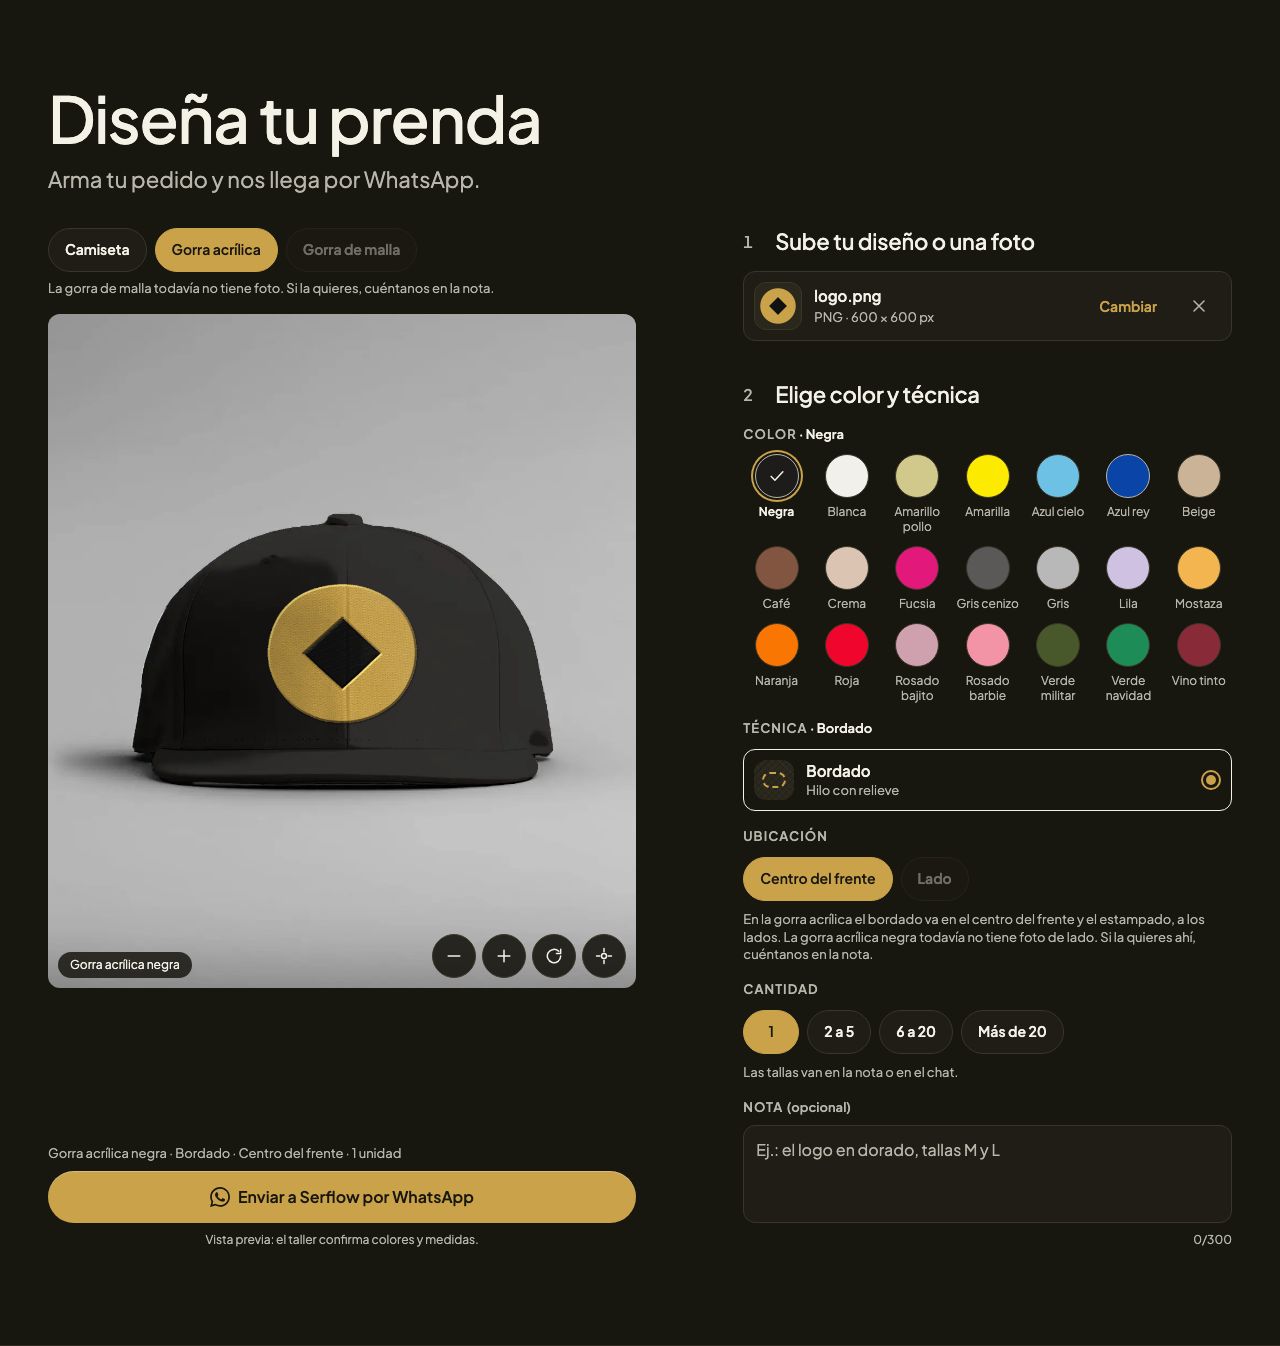 Diseña tu prenda
Arma tu pedido y nos llega por WhatsApp.
Camiseta
Gorra acrílica
Gorra de malla
La gorra de malla todavía no tiene foto. Si la quieres, cuéntanos en la nota.
Gorra acrílica negra
Gorra acrílica negra · Bordado · Centro del frente · 1 unidad
Enviar a Serflow por WhatsApp
Vista previa: el taller confirma colores y medidas.
1 Sube tu diseño o una foto
logo.png
PNG · 600 × 600 px
Cambiar
2 Elige color y técnica
COLOR · Negra
Negra
Blanca
Amarillo
pollo
Amarilla
Azul cielo
Azul rey
Beige
Café
Crema
Fucsia
Gris cenizo
Gris
Lila
Mostaza
Naranja
Roja
Rosado
bajito
Rosado
barbie
Verde
militar
Verde
navidad
Vino tinto
TÉCNICA · Bordado
Bordado
Hilo con relieve
UBICACIÓN
Centro del frente
Lado
En la gorra acrílica el bordado va en el centro del frente y el estampado, a los
lados. La gorra acrílica negra todavía no tiene foto de lado. Si la quieres ahí,
cuéntanos en la nota.
CANTIDAD
1
2 a 5
6 a 20
Más de 20
Las tallas van en la nota o en el chat.
NOTA (opcional)
Ej.: el logo en dorado, tallas M y L
0/300